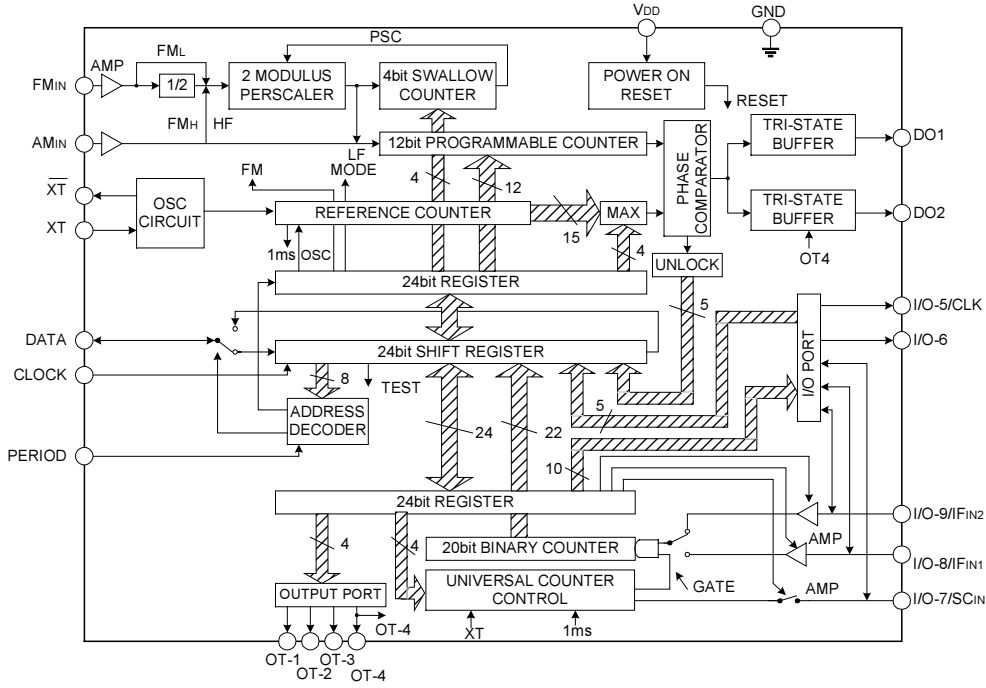 VDD
GND
PSC
FML
AMP
FMIN
1/2
2 MODULUS
PERSCALER
4bit SWALLOW
COUNTER
POWER ON
RESET
RESET
FMH
HF
AMIN
12bit PROGRAMMABLE COUNTER
PHASE
COMPARATOR
TRI-STATE
BUFFER
DO1
FM
LF
MODE
4
12
XT
OSC
CIRCUIT
XT
REFERENCE COUNTER
15
MAX
TRI-STATE
BUFFER
DO2
1ms
OSC
4
UNLOCK
OT4
24bit REGISTER
5
I/O-5/CLK
I/O PORT
DATA
I/O-6
24bit SHIFT REGISTER
CLOCK
8
TEST
ADDRESS
DECODER
5
24
22
PERIOD
10
24bit REGISTER
I/O-9/IFIN2
4
4
20bit BINARY COUNTER
AMP
I/O-8/IFIN1
GATE
UNIVERSAL COUNTER
CONTROL
AMP
OUTPUT PORT
I/O-7/SCIN
OT-4
XT
1ms
OT-1
OT-2
OT-3
OT-4